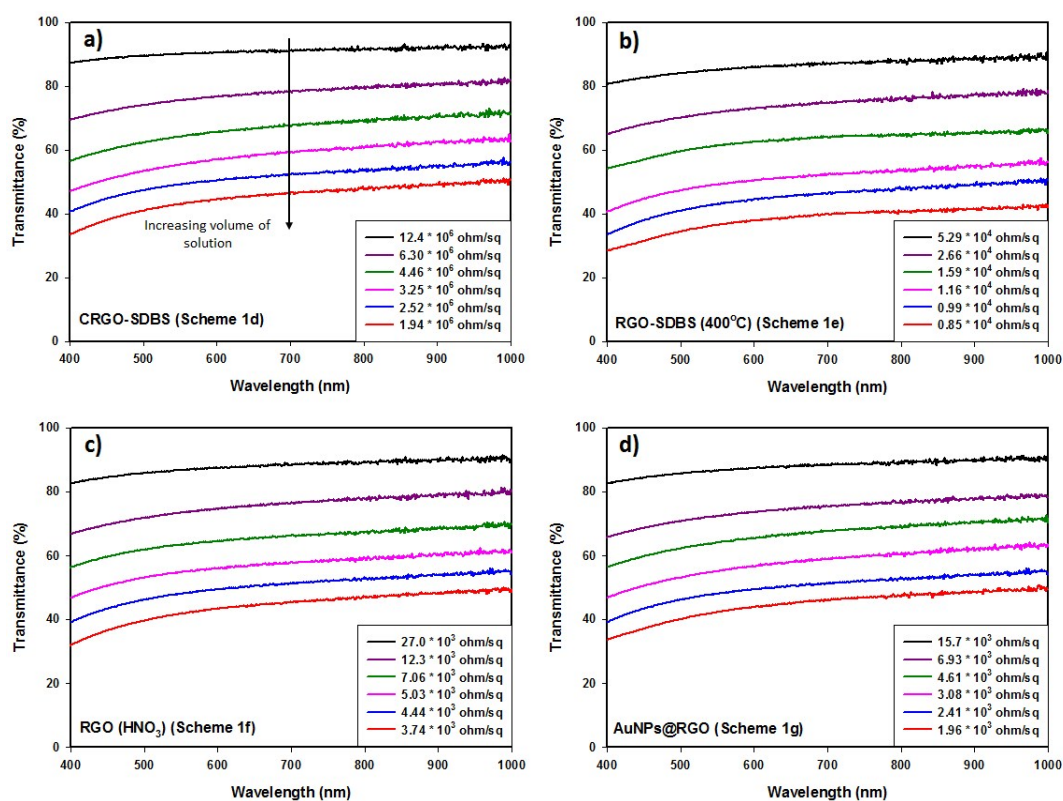 a)
Transmittance (%)
100
80
60
40
20
0
Increasing volume of
solution
12.4 * 10⁶ ohm/sq
6.30 * 10⁶ ohm/sq
4.46 * 10⁶ ohm/sq
3.25 * 10⁶ ohm/sq
2.52 * 10⁶ ohm/sq
1.94 * 10⁶ ohm/sq
CRGO-SDBS (Scheme 1d)
400 500 600 700 800 900 1000
Wavelength (nm)
b)
Transmittance (%)
100
80
60
40
20
0
5.29 * 10⁴ ohm/sq
2.66 * 10⁴ ohm/sq
1.59 * 10⁴ ohm/sq
1.16 * 10⁴ ohm/sq
0.99 * 10⁴ ohm/sq
0.85 * 10⁴ ohm/sq
RGO-SDBS (400°C) (Scheme 1e)
400 500 600 700 800 900 1000
Wavelength (nm)
c)
Transmittance (%)
100
80
60
40
20
0
27.0 * 10³ ohm/sq
12.3 * 10³ ohm/sq
7.06 * 10³ ohm/sq
5.03 * 10³ ohm/sq
4.44 * 10³ ohm/sq
3.74 * 10³ ohm/sq
RGO (HNO₃) (Scheme 1f)
400 500 600 700 800 900 1000
Wavelength (nm)
d)
Transmittance (%)
100
80
60
40
20
0
15.7 * 10³ ohm/sq
6.93 * 10³ ohm/sq
4.61 * 10³ ohm/sq
3.08 * 10³ ohm/sq
2.41 * 10³ ohm/sq
1.96 * 10³ ohm/sq
AuNPs@RGO (Scheme 1g)
400 500 600 700 800 900 1000
Wavelength (nm)